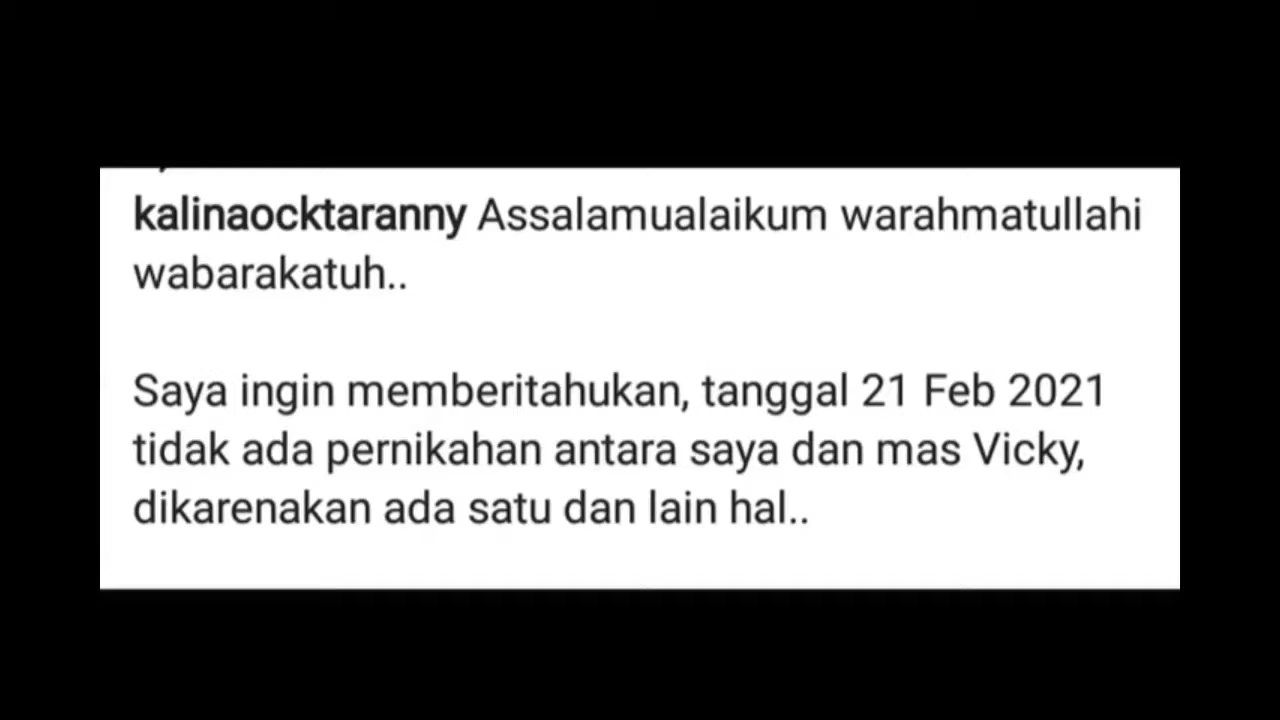 kalinaocktaranny Assalamualaikum warahmatullahi
wabarakatuh..
Saya ingin memberitahukan, tanggal 21 Feb 2021
tidak ada pernikahan antara saya dan mas Vicky,
dikarenakan ada satu dan lain hal..